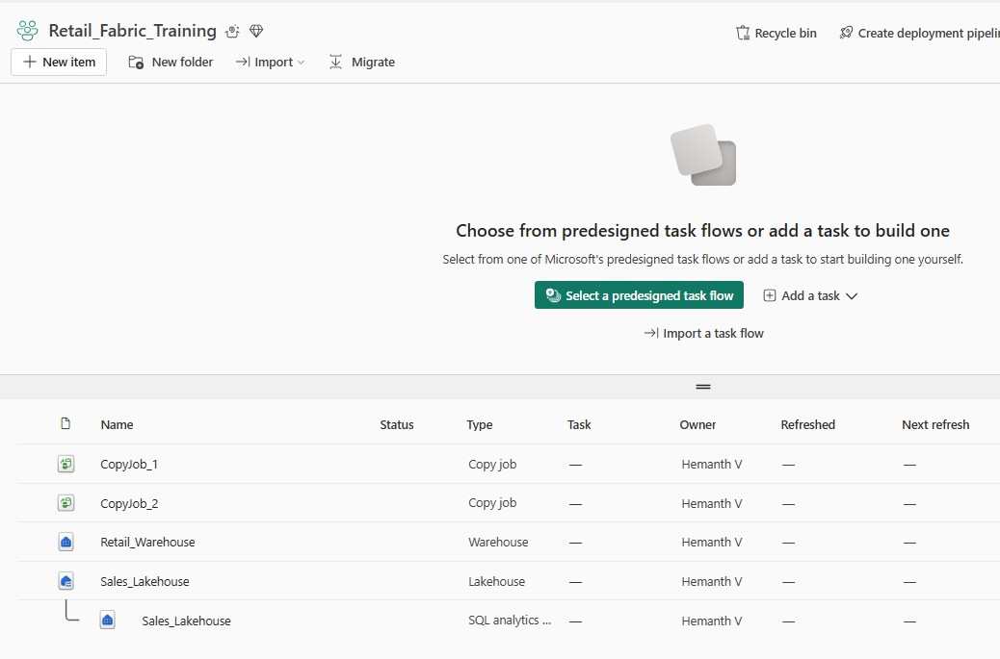 Retail_Fabric_Training
Recycle bin
Create deployment pipelin
New item
New folder
Import
Migrate
Choose from predesigned task flows or add a task to build one
Select from one of Microsoft's predesigned task flows or add a task to start building one yourself.
Select a predesigned task flow
Add a task
Import a task flow
Name Status Type Task Owner Refreshed Next refresh
CopyJob_1 Copy job — Hemanth V — —
CopyJob_2 Copy job — Hemanth V — —
Retail_Warehouse Warehouse — Hemanth V — —
Sales_Lakehouse Lakehouse — Hemanth V — —
Sales_Lakehouse SQL analytics ... — Hemanth V — —